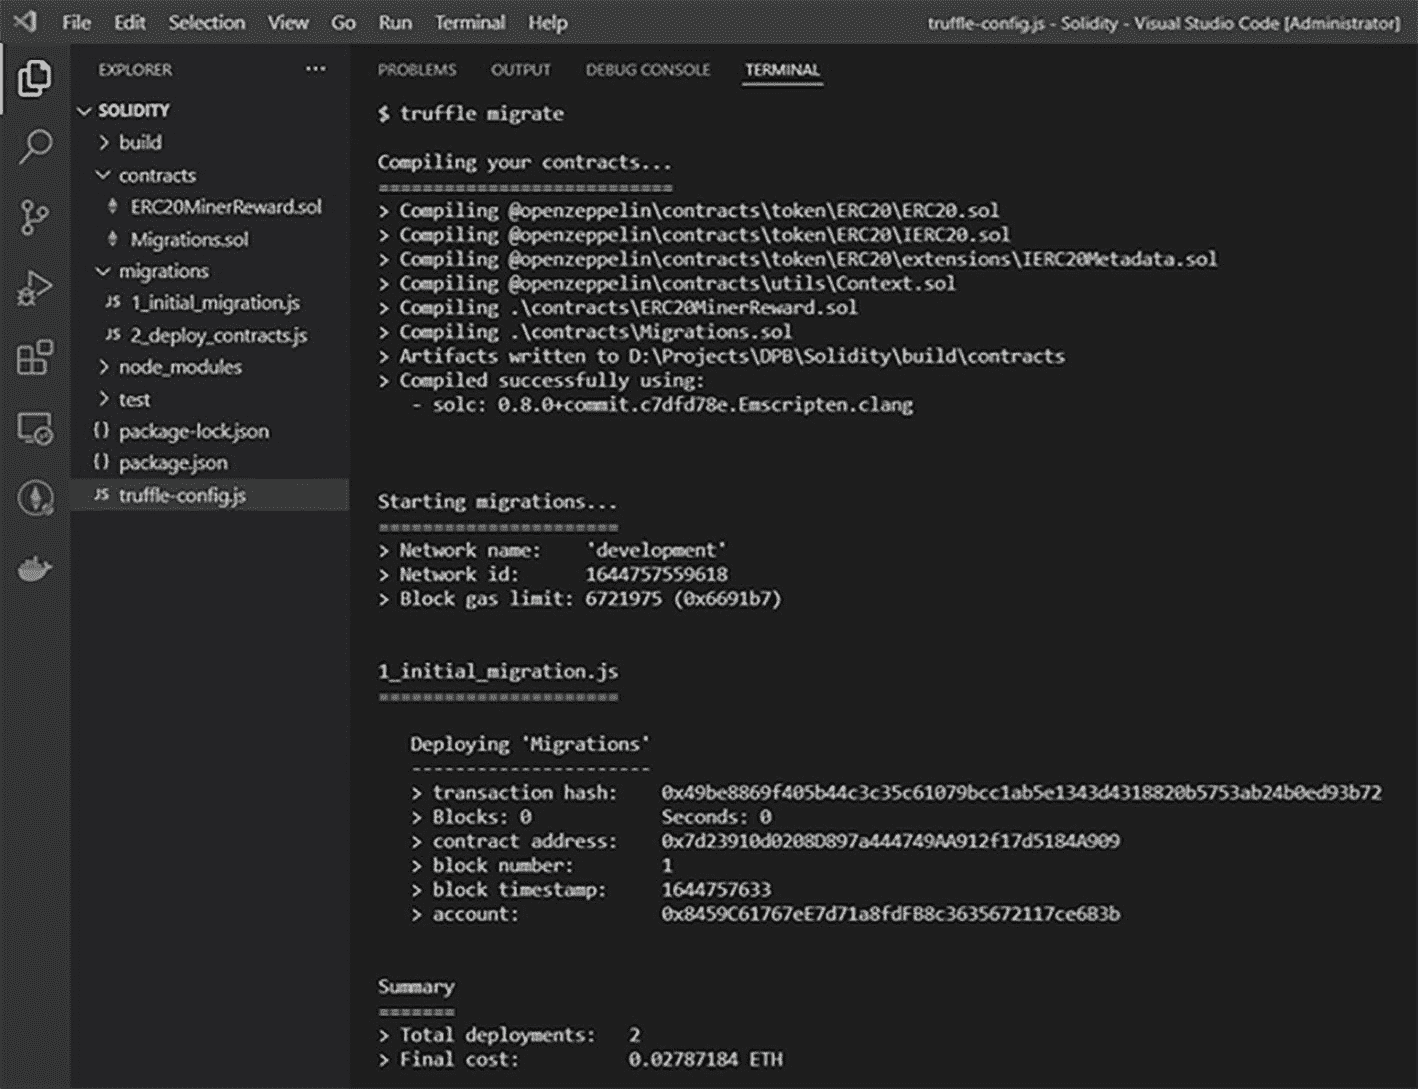 File Edit Selection View Go Run Terminal Help
truffle-config.js - Solidity - Visual Studio Code [Administrator]
EXPLORER
···
SOLIDITY
> build
contracts
ERC20MinerReward.sol
Migrations.sol
migrations
JS 1_initial_migration.js
JS 2_deploy_contracts.js
> node_modules
> test
{} package-lock.json
{} package.json
JS truffle-config.js
PROBLEMS OUTPUT DEBUG CONSOLE TERMINAL
$ truffle migrate
Compiling your contracts...
===========================
> Compiling @openzeppelin\contracts\token\ERC20\ERC20.sol
> Compiling @openzeppelin\contracts\token\ERC20\IERC20.sol
> Compiling @openzeppelin\contracts\token\ERC20\extensions\IERC20Metadata.sol
> Compiling @openzeppelin\contracts\utils\Context.sol
> Compiling .\contracts\ERC20MinerReward.sol
> Compiling .\contracts\Migrations.sol
> Artifacts written to D:\Projects\DPB\Solidity\build\contracts
> Compiled successfully using:
- solc: 0.8.0+commit.c7dfd78e.Emscripten.clang
Starting migrations...
======================
> Network name: 'development'
> Network id: 1644757559618
> Block gas limit: 6721975 (0x6691b7)
1_initial_migration.js
======================
Deploying 'Migrations'
----------------------
> transaction hash: 0x49be8869f405b44c3c35c61079bcc1ab5e1343d4318820b5753ab24b0ed93b72
> Blocks: 0 Seconds: 0
> contract address: 0x7d23910d0208D897a444749AA912f17d5184A909
> block number: 1
> block timestamp: 1644757633
> account: 0x8459C61767eE7d71a8fdFB8c3635672117ce6B3b
Summary
=======
> Total deployments: 2
> Final cost: 0.02787184 ETH